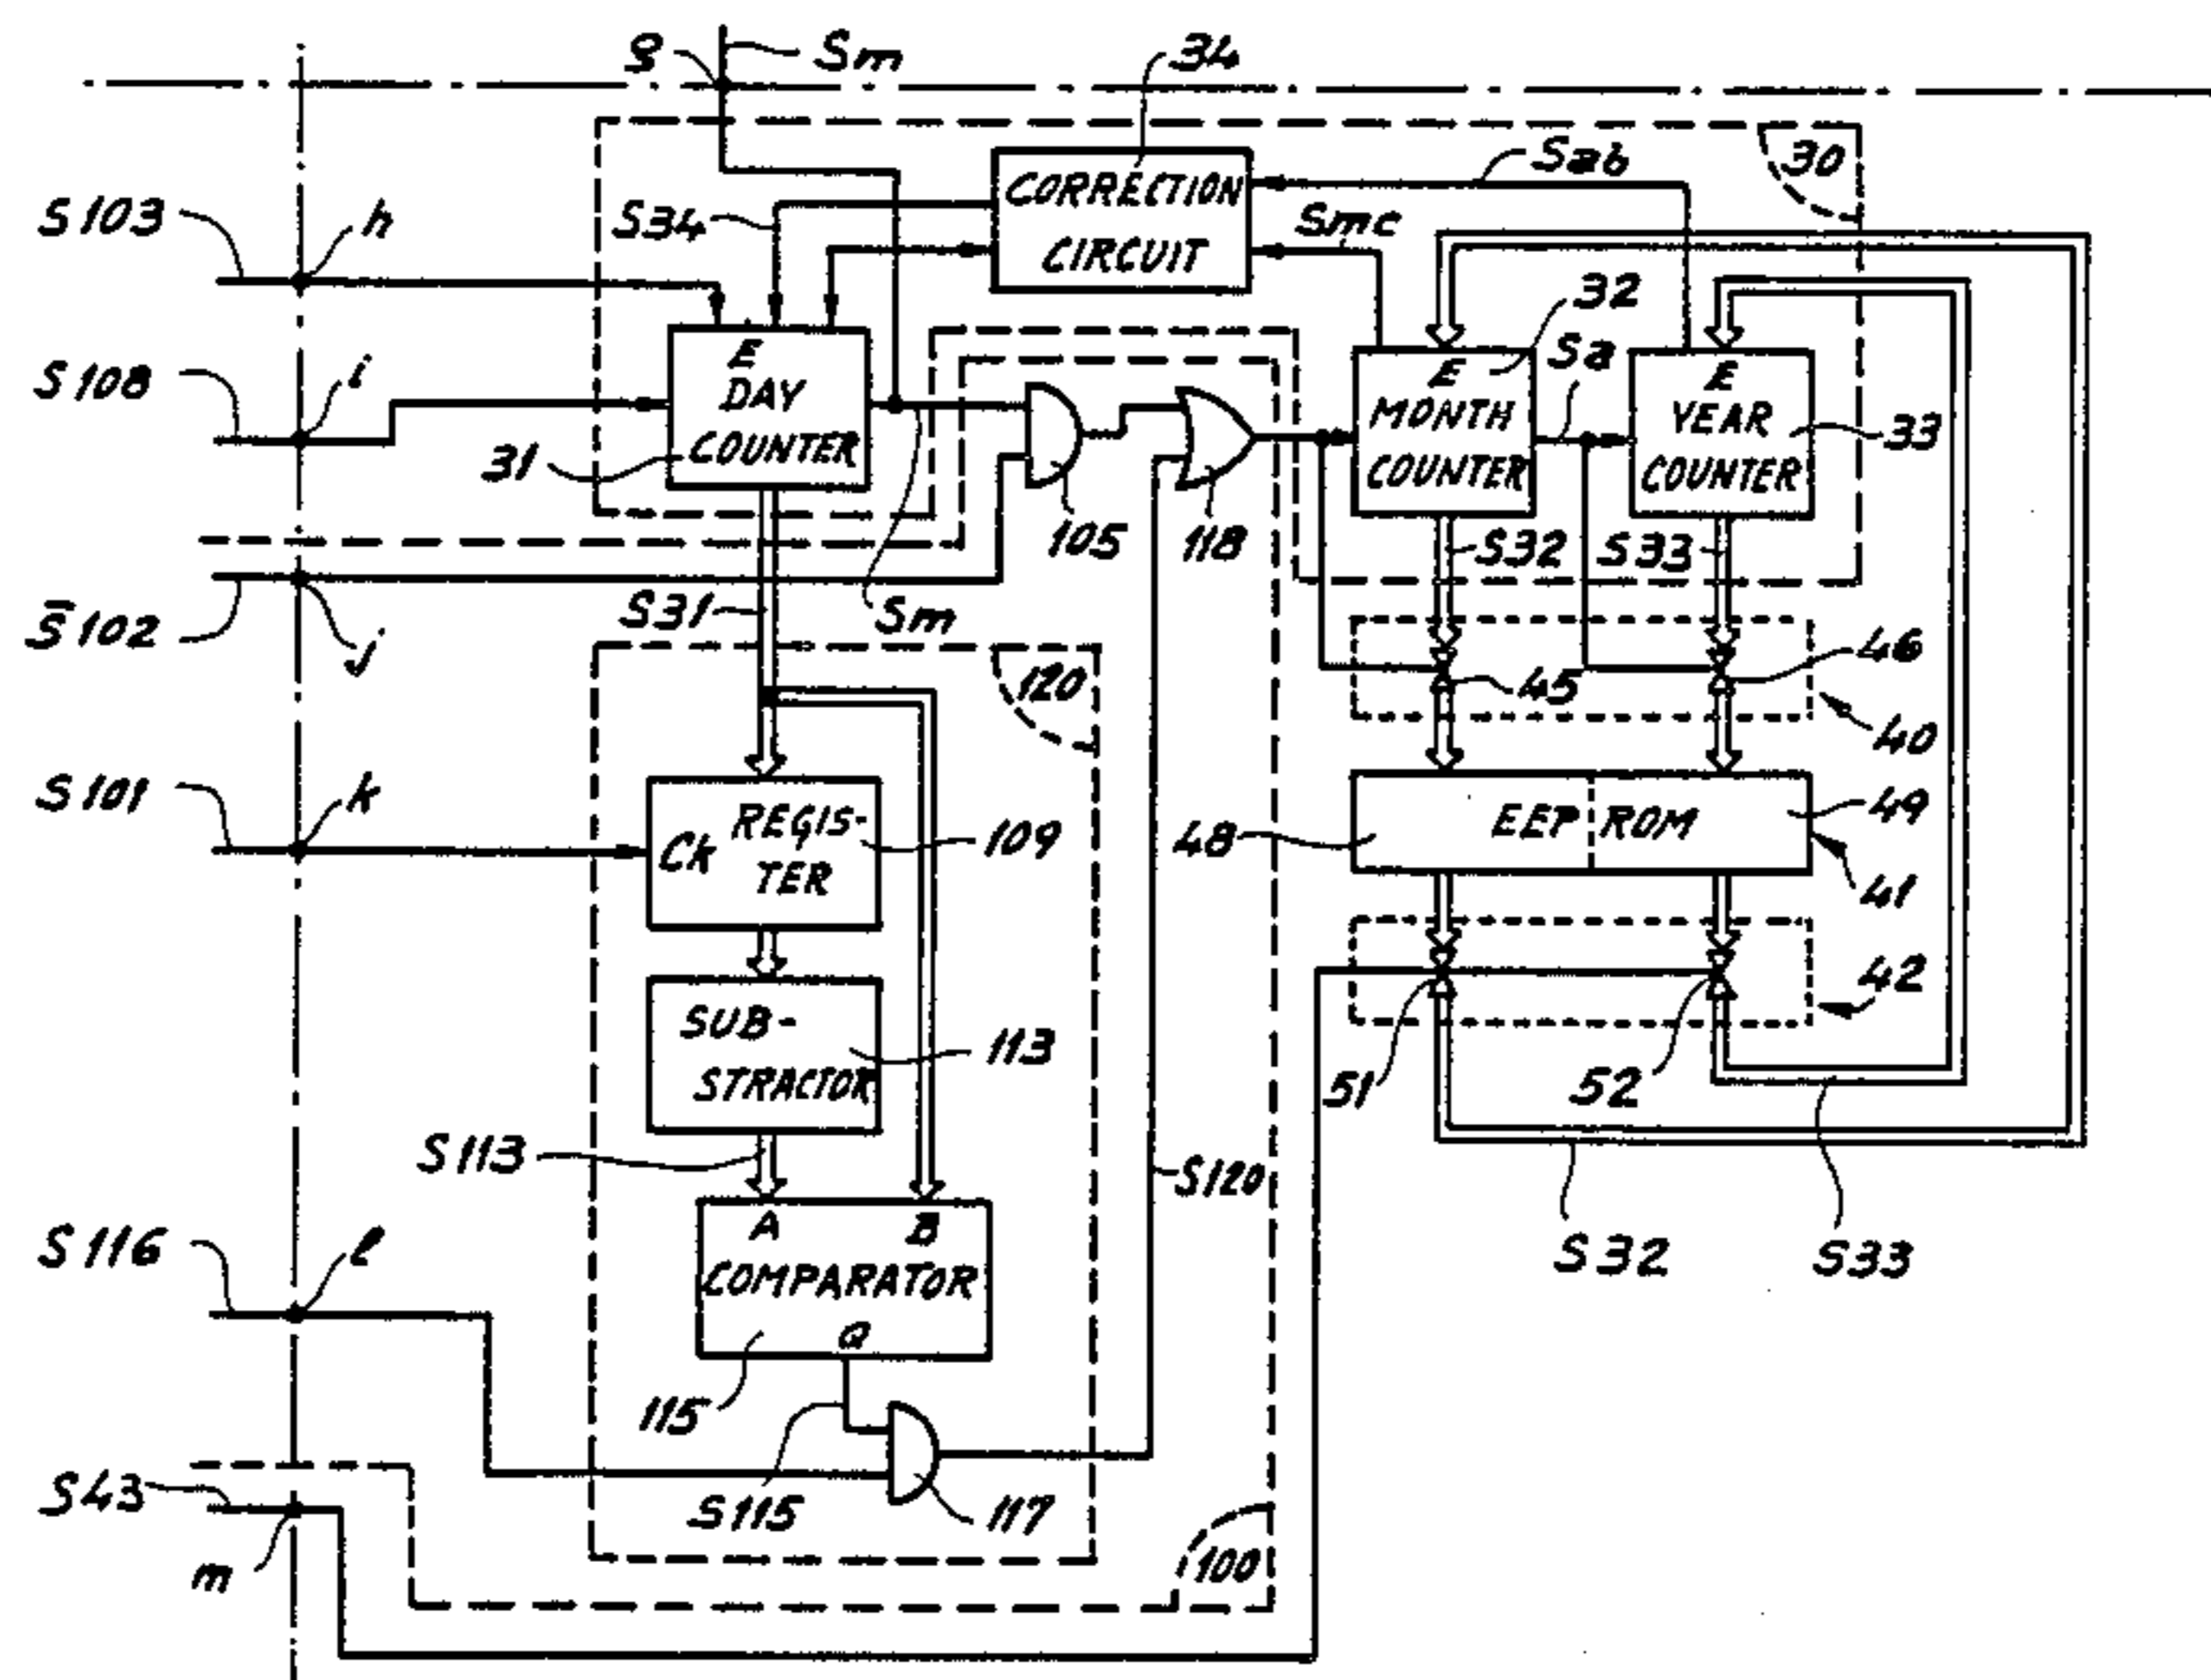 g
Sm
34
30
Sab
CORRECTION
CIRCUIT
Smc
S34
S103
h
32
S108
i
E
DAY
COUNTER
31
E
MONTH
COUNTER
Sa
E
YEAR
COUNTER
33
105
118
S32
S33
S̅102
j
S31
Sm
120
45
46
40
S101
k
Ck
REGIS-
TER
109
48
EEP
ROM
49
41
SUB-
STRACTOR
113
51
52
42
S113
S120
S116
l
A
B
COMPARATOR
Q
115
S32
S33
S43
m
S115
117
100